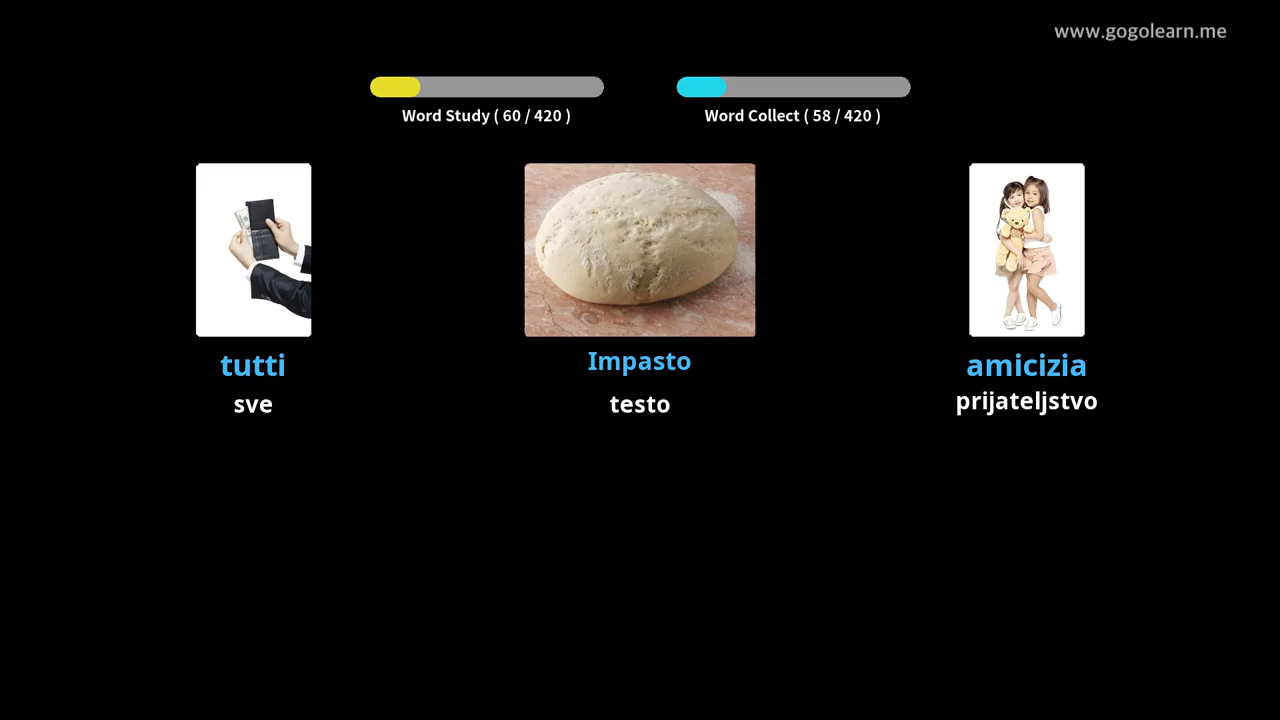 www.gogolearn.me
Word Study ( 60 / 420 )
Word Collect ( 58 / 420 )
tutti
sve
Impasto
testo
amicizia
prijateljstvo